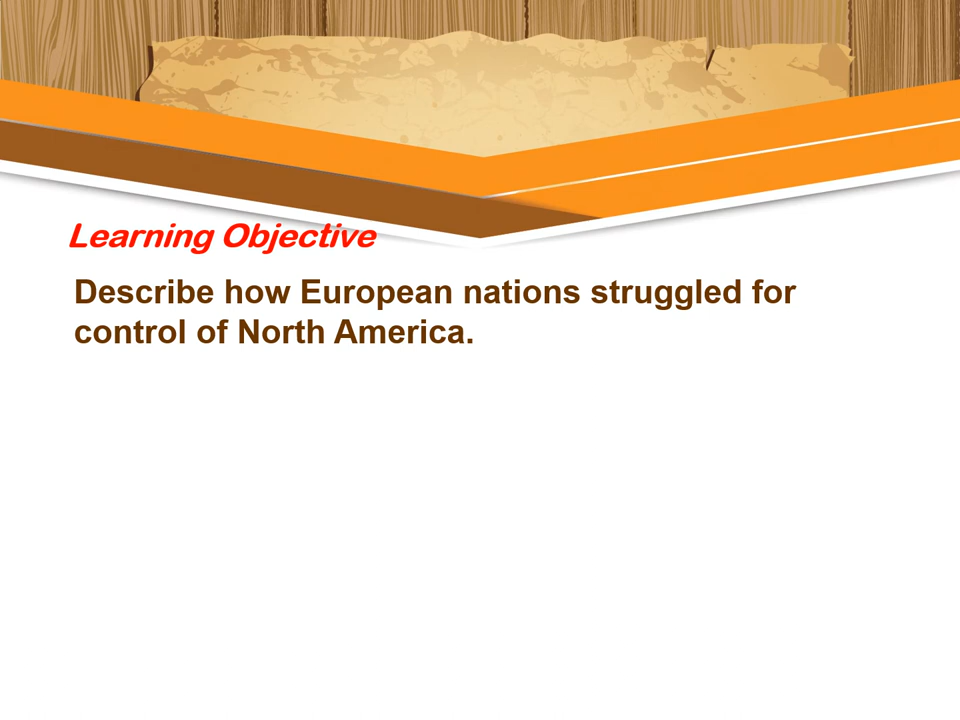 Learning Objective
Describe how European nations struggled for
control of North America.